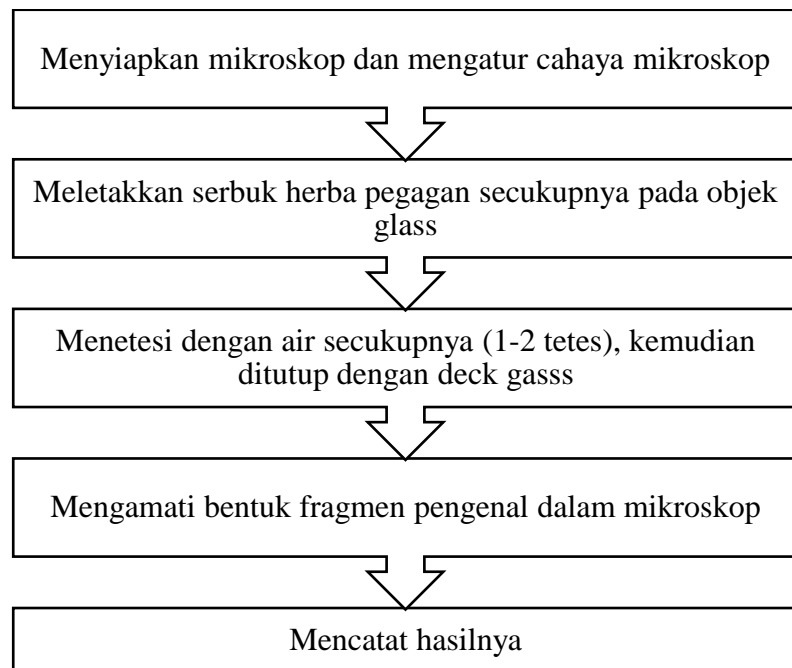 Menyiapkan mikroskop dan mengatur cahaya mikroskop
Meletakkan serbuk herba pegagan secukupnya pada objek
glass
Menetesi dengan air secukupnya (1-2 tetes), kemudian
ditutup dengan deck gasss
Mengamati bentuk fragmen pengenal dalam mikroskop
Mencatat hasilnya